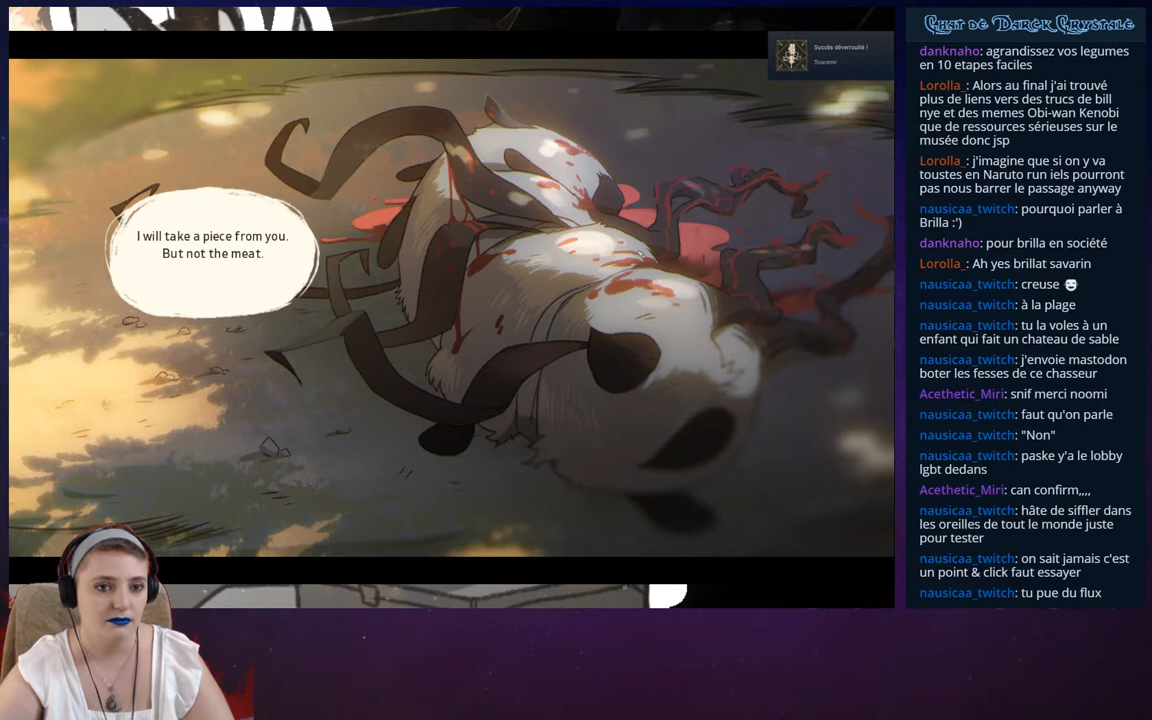 Succès déverrouillé !
Souvenir
I will take a piece from you.
But not the meat.
Chat de Darck Crystale
danknaho: agrandissez vos legumes
en 10 etapes faciles
Lorolla_: Alors au final j'ai trouvé
plus de liens vers des trucs de bill
nye et des memes Obi-wan Kenobi
que de ressources sérieuses sur le
musée donc jsp
Lorolla_: j'imagine que si on y va
toustes en Naruto run iels pourront
pas nous barrer le passage anyway
nausicaa_twitch: pourquoi parler à
Brilla :')
danknaho: pour brilla en société
Lorolla_: Ah yes brillat savarin
nausicaa_twitch: creuse
nausicaa_twitch: à la plage
nausicaa_twitch: tu la voles à un
enfant qui fait un chateau de sable
nausicaa_twitch: j'envoie mastodon
boter les fesses de ce chasseur
Acethetic_Miri: snif merci noomi
nausicaa_twitch: faut qu'on parle
nausicaa_twitch: "Non"
nausicaa_twitch: paske y'a le lobby
lgbt dedans
Acethetic_Miri: can confirm,,,,
nausicaa_twitch: hâte de siffler dans
les oreilles de tout le monde juste
pour tester
nausicaa_twitch: on sait jamais c'est
un point & click faut essayer
nausicaa_twitch: tu pue du flux